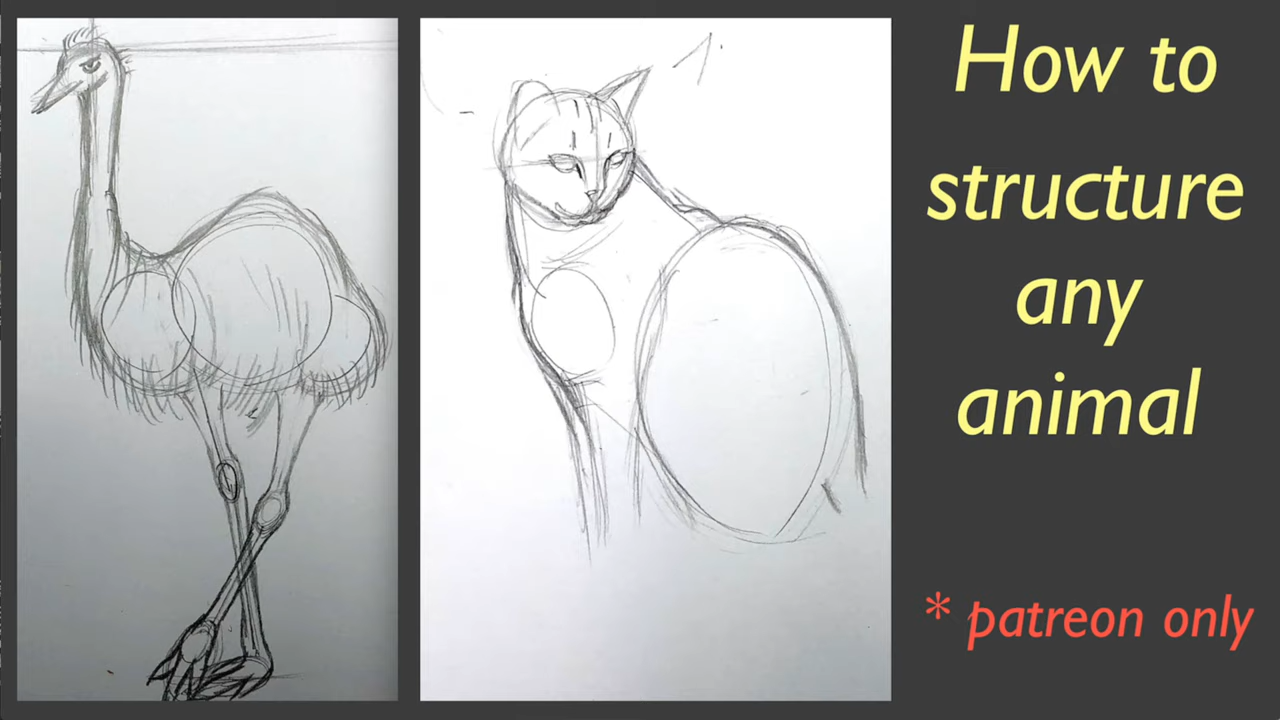 How to
structure
any
animal
* patreon only